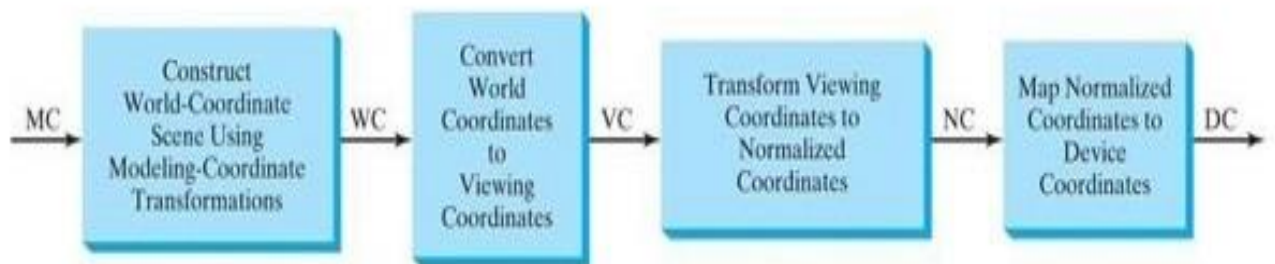 MC
Construct
World-Coordinate
Scene Using
Modeling-Coordinate
Transformations
WC
Convert
World
Coordinates
to
Viewing
Coordinates
VC
Transform Viewing
Coordinates to
Normalized
Coordinates
NC
Map Normalized
Coordinates to
Device
Coordinates
DC